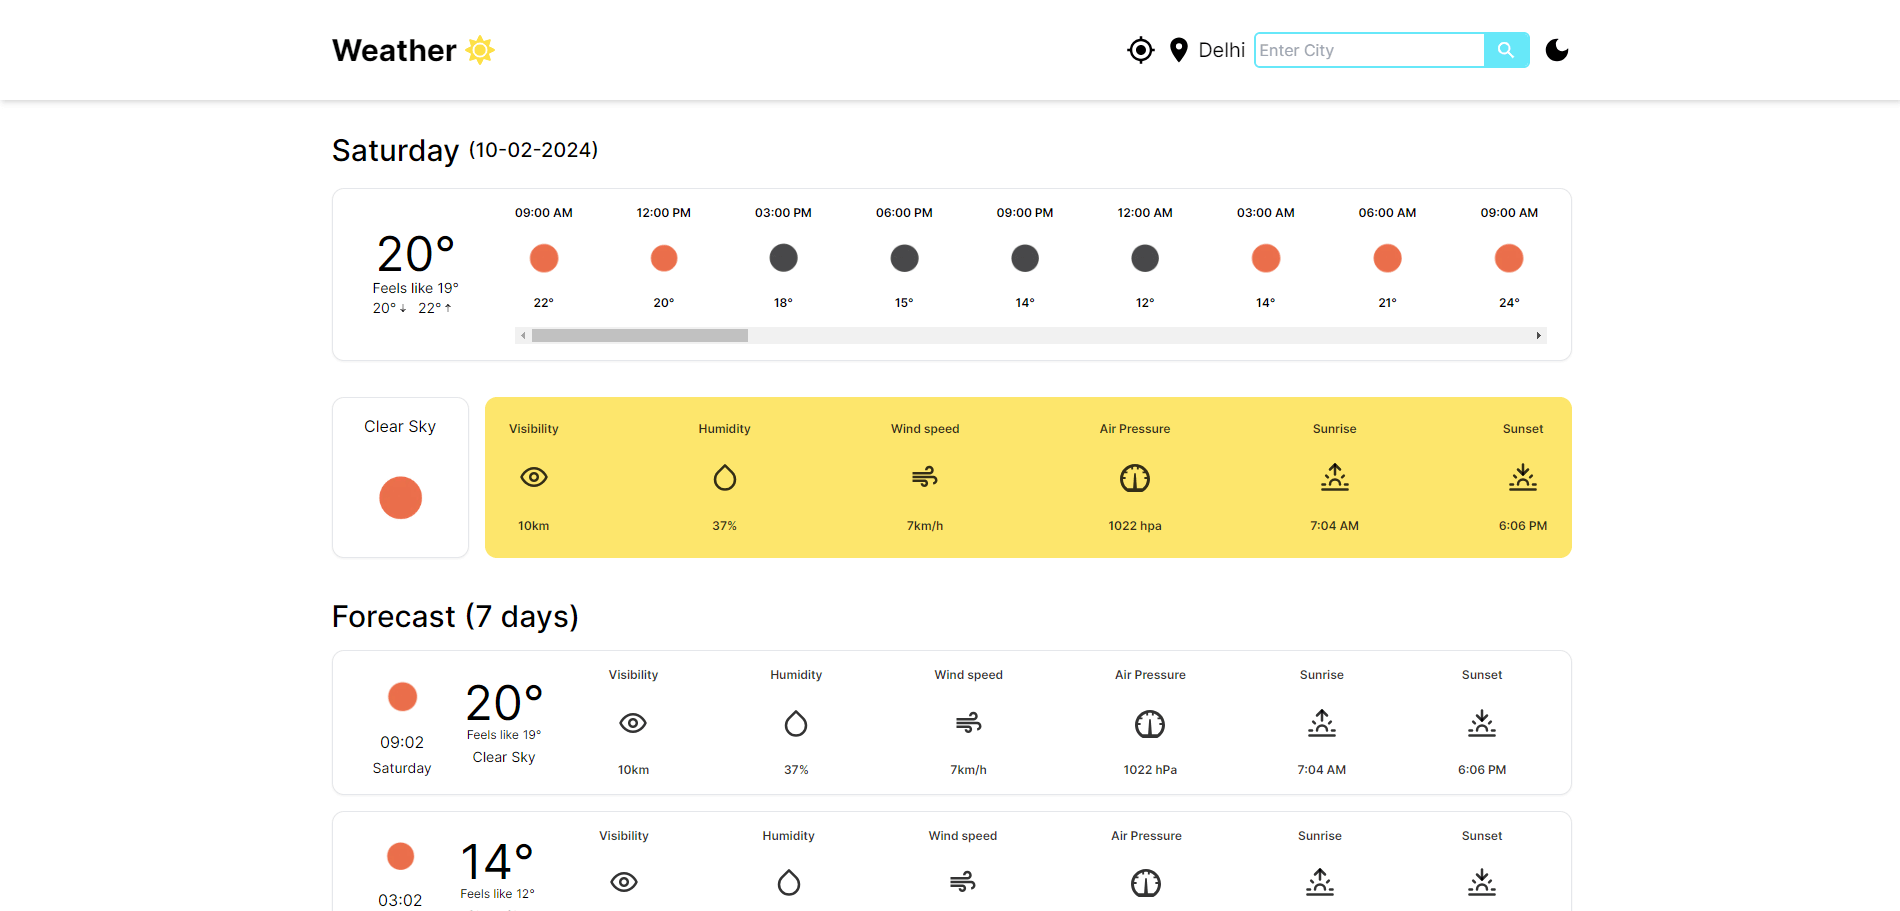 Weather
Delhi
Enter City
Saturday (10-02-2024)
09:00 AM 12:00 PM 03:00 PM 06:00 PM 09:00 PM 12:00 AM 03:00 AM 06:00 AM 09:00 AM
20°
Feels like 19°
20° ↓ 22° ↑
22° 20° 18° 15° 14° 12° 14° 21° 24°
Clear Sky
Visibility Humidity Wind speed Air Pressure Sunrise Sunset
10km 37% 7km/h 1022 hpa 7:04 AM 6:06 PM
Forecast (7 days)
09:02
Saturday
20°
Feels like 19°
Clear Sky
Visibility Humidity Wind speed Air Pressure Sunrise Sunset
10km 37% 7km/h 1022 hPa 7:04 AM 6:06 PM
03:02
14°
Feels like 12°
Visibility Humidity Wind speed Air Pressure Sunrise Sunset